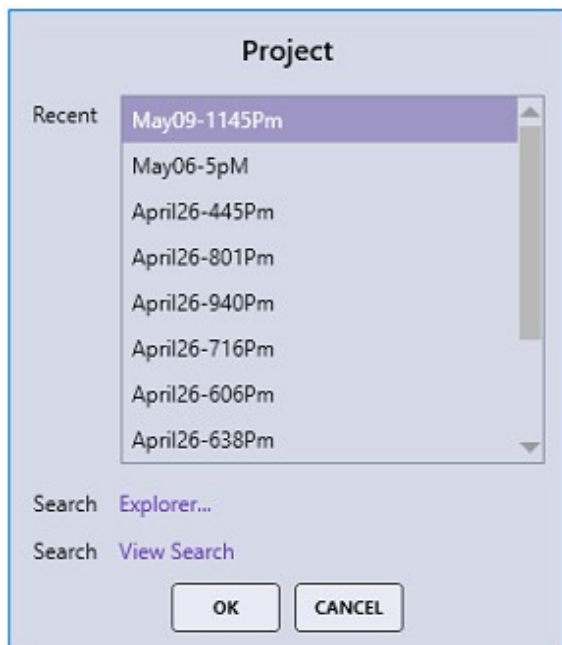 Project
Recent
May09-1145Pm
May06-5pM
April26-445Pm
April26-801Pm
April26-940Pm
April26-716Pm
April26-606Pm
April26-638Pm
Search Explorer...
Search View Search
OK CANCEL